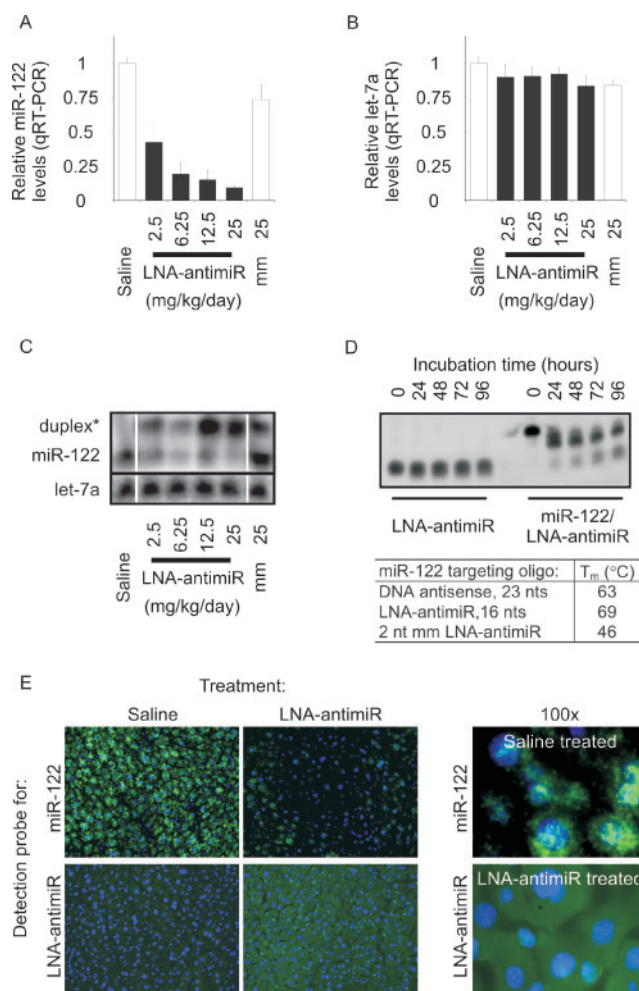 A
Relative miR-122
levels (qRT-PCR)
1
0.75
0.5
0.25
0
Saline
2.5
6.25
12.5
25
25
mm
LNA-antimiR
(mg/kg/day)
B
Relative let-7a
levels (qRT-PCR)
1
0.75
0.5
0.25
0
Saline
2.5
6.25
12.5
25
25
mm
LNA-antimiR
(mg/kg/day)
C
duplex*
miR-122
let-7a
Saline
2.5
6.25
12.5
25
25
mm
LNA-antimiR
(mg/kg/day)
D
Incubation time (hours)
0 24 48 72 96 0 24 48 72 96
LNA-antimiR
miR-122/
LNA-antimiR
miR-122 targeting oligo: Tm (°C)
DNA antisense, 23 nts 63
LNA-antimiR,16 nts 69
2 nt mm LNA-antimiR 46
E
Treatment:
Saline LNA-antimiR 100x
Detection probe for:
miR-122
LNA-antimiR
Saline treated
miR-122
LNA-antimiR treated
LNA-antimiR